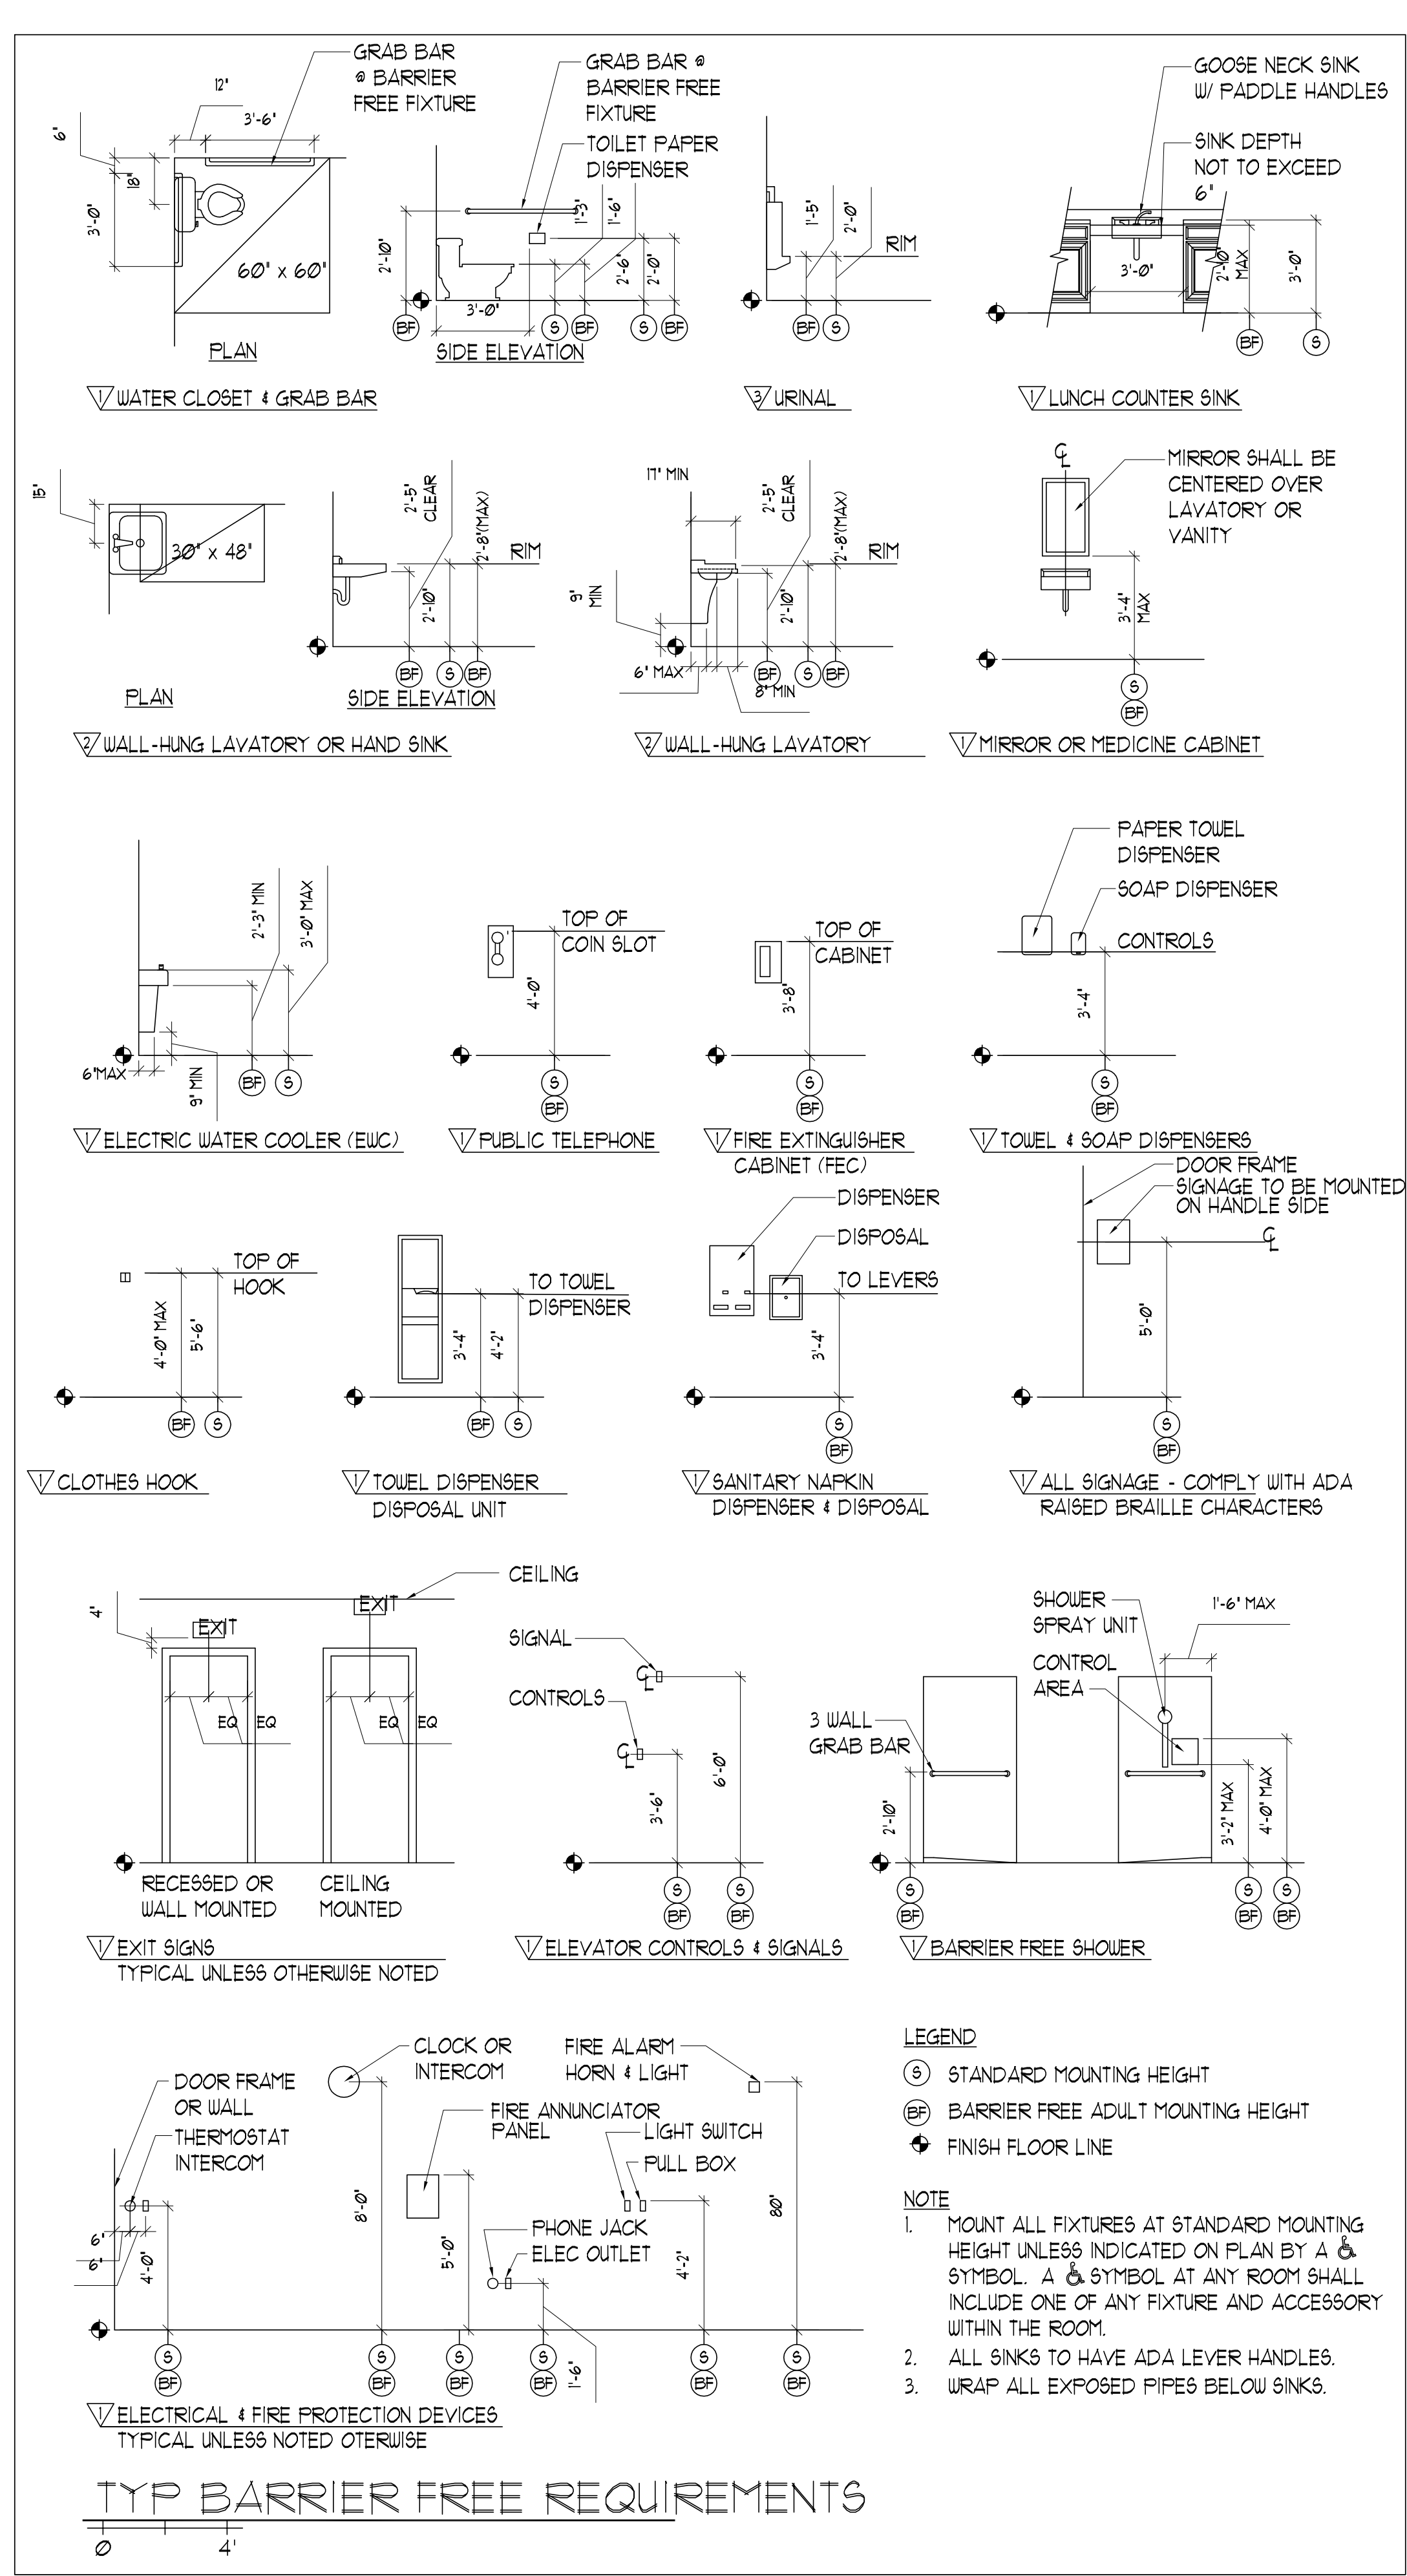 GRAB BAR
@ BARRIER
FREE FIXTURE
12"
3'-6"
6"
18"
3'-0"
60" x 60"
PLAN
GRAB BAR @
BARRIER FREE
FIXTURE
TOILET PAPER
DISPENSER
1'-3"
1'-6"
2'-10"
2'-6"
2'-0"
3'-0"
BF
S
BF
S
BF
SIDE ELEVATION
1 WATER CLOSET & GRAB BAR
1'-5"
2'-0"
RIM
BF
S
3 URINAL
GOOSE NECK SINK
W/ PADDLE HANDLES
SINK DEPTH
NOT TO EXCEED
6"
3'-0"
2'-10"
MAX
3'-0"
BF
S
1 LUNCH COUNTER SINK
15"
30" x 48"
PLAN
2'-5"
CLEAR
2'-8"(MAX)
RIM
2'-10"
BF
S
BF
SIDE ELEVATION
2 WALL-HUNG LAVATORY OR HAND SINK
17" MIN
2'-5"
CLEAR
2'-8"(MAX)
RIM
9"
MIN
2'-10"
6" MAX
BF
S
BF
8" MIN
2 WALL-HUNG LAVATORY
CL
MIRROR SHALL BE
CENTERED OVER
LAVATORY OR
VANITY
3'-4"
MAX
S
BF
1 MIRROR OR MEDICINE CABINET
2'-3" MIN
3'-0" MAX
6"MAX
9" MIN
BF
S
1 ELECTRIC WATER COOLER (EWC)
TOP OF
COIN SLOT
4'-0"
S
BF
1 PUBLIC TELEPHONE
TOP OF
CABINET
3'-8"
S
BF
1 FIRE EXTINGUISHER
CABINET (FEC)
PAPER TOWEL
DISPENSER
SOAP DISPENSER
CONTROLS
3'-4"
S
BF
1 TOWEL & SOAP DISPENSERS
TOP OF
HOOK
4'-0" MAX
5'-6"
BF
S
1 CLOTHES HOOK
TO TOWEL
DISPENSER
3'-4"
4'-2"
BF
S
1 TOWEL DISPENSER
DISPOSAL UNIT
DISPENSER
DISPOSAL
TO LEVERS
3'-4"
S
BF
1 SANITARY NAPKIN
DISPENSER & DISPOSAL
DOOR FRAME
SIGNAGE TO BE MOUNTED
ON HANDLE SIDE
CL
5'-0"
S
BF
1 ALL SIGNAGE - COMPLY WITH ADA
RAISED BRAILLE CHARACTERS
CEILING
4"
EXIT
EXIT
EQ
EQ
EQ
EQ
RECESSED OR
WALL MOUNTED
CEILING
MOUNTED
1 EXIT SIGNS
TYPICAL UNLESS OTHERWISE NOTED
SIGNAL
CL
CONTROLS
CL
3'-6"
6'-0"
S
BF
S
BF
1 ELEVATOR CONTROLS & SIGNALS
SHOWER
SPRAY UNIT
1'-6" MAX
CONTROL
AREA
3 WALL
GRAB BAR
2'-10"
3'-2" MAX
4'-0" MAX
S
BF
S
BF
S
BF
1 BARRIER FREE SHOWER
CLOCK OR
INTERCOM
FIRE ALARM
HORN & LIGHT
DOOR FRAME
OR WALL
THERMOSTAT
INTERCOM
FIRE ANNUNCIATOR
PANEL
LIGHT SWITCH
PULL BOX
PHONE JACK
ELEC OUTLET
6"
6"
4'-0"
8'-0"
5'-0"
4'-2"
80"
1'-6"
S
BF
S
BF
S
BF
S
BF
S
BF
S
BF
1 ELECTRICAL & FIRE PROTECTION DEVICES
TYPICAL UNLESS NOTED OTERWISE
LEGEND
S STANDARD MOUNTING HEIGHT
BF BARRIER FREE ADULT MOUNTING HEIGHT
FINISH FLOOR LINE
NOTE
1. MOUNT ALL FIXTURES AT STANDARD MOUNTING
HEIGHT UNLESS INDICATED ON PLAN BY A ♿
SYMBOL. A ♿ SYMBOL AT ANY ROOM SHALL
INCLUDE ONE OF ANY FIXTURE AND ACCESSORY
WITHIN THE ROOM.
2. ALL SINKS TO HAVE ADA LEVER HANDLES.
3. WRAP ALL EXPOSED PIPES BELOW SINKS.
TYP BARRIER FREE REQUIREMENTS
0
4'